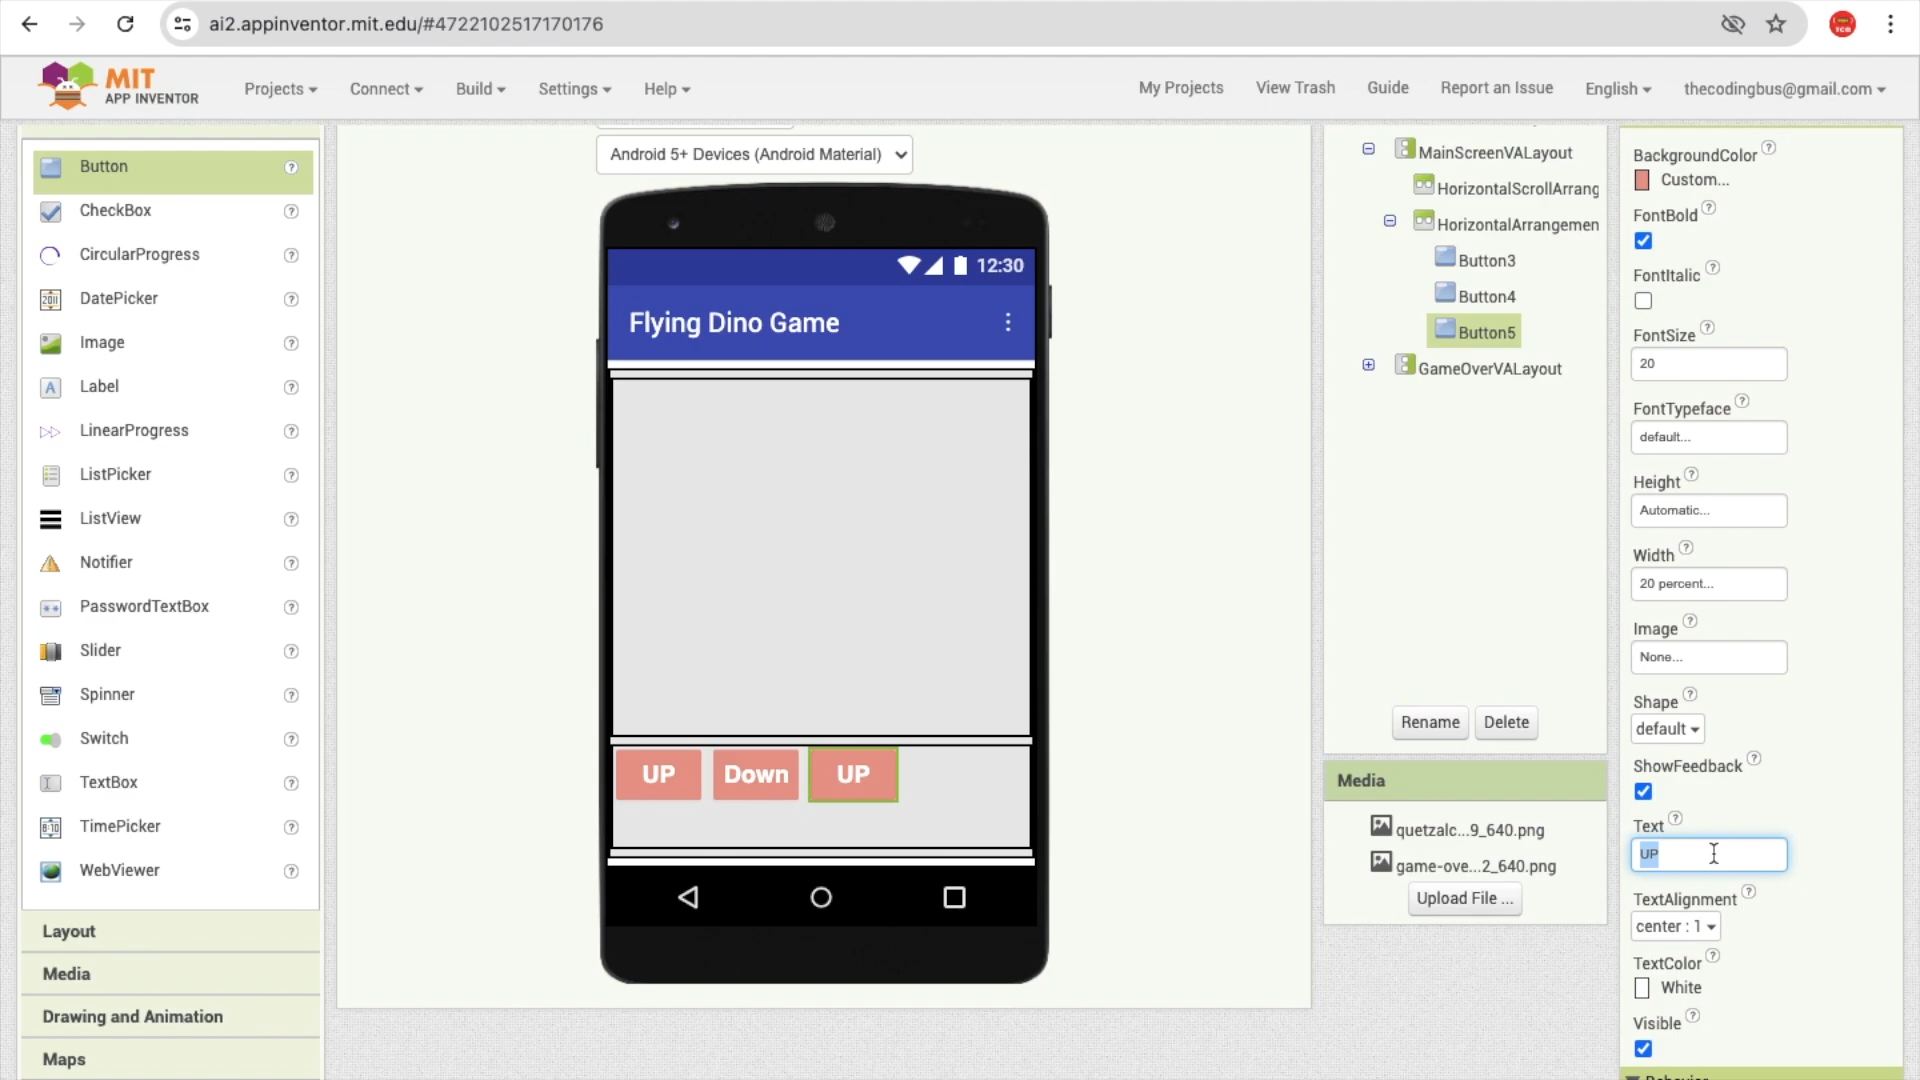 ai2.appinventor.mit.edu/#4722102517170176
MIT
APP INVENTOR
Projects
Connect
Build
Settings
Help
My Projects
View Trash
Guide
Report an Issue
English
thecodingbus@gmail.com
Button
CheckBox
CircularProgress
DatePicker
Image
Label
LinearProgress
ListPicker
ListView
Notifier
PasswordTextBox
Slider
Spinner
Switch
TextBox
TimePicker
WebViewer
Layout
Media
Drawing and Animation
Maps
Android 5+ Devices (Android Material)
12:30
Flying Dino Game
UP
Down
UP
MainScreenVALayout
HorizontalScrollArrang
HorizontalArrangemen
Button3
Button4
Button5
GameOverVALayout
Rename
Delete
Media
quetzalc...9_640.png
game-ove...2_640.png
Upload File ...
BackgroundColor
Custom...
FontBold
FontItalic
FontSize
20
FontTypeface
default...
Height
Automatic...
Width
20 percent...
Image
None...
Shape
default
ShowFeedback
Text
UP
TextAlignment
center : 1
TextColor
White
Visible